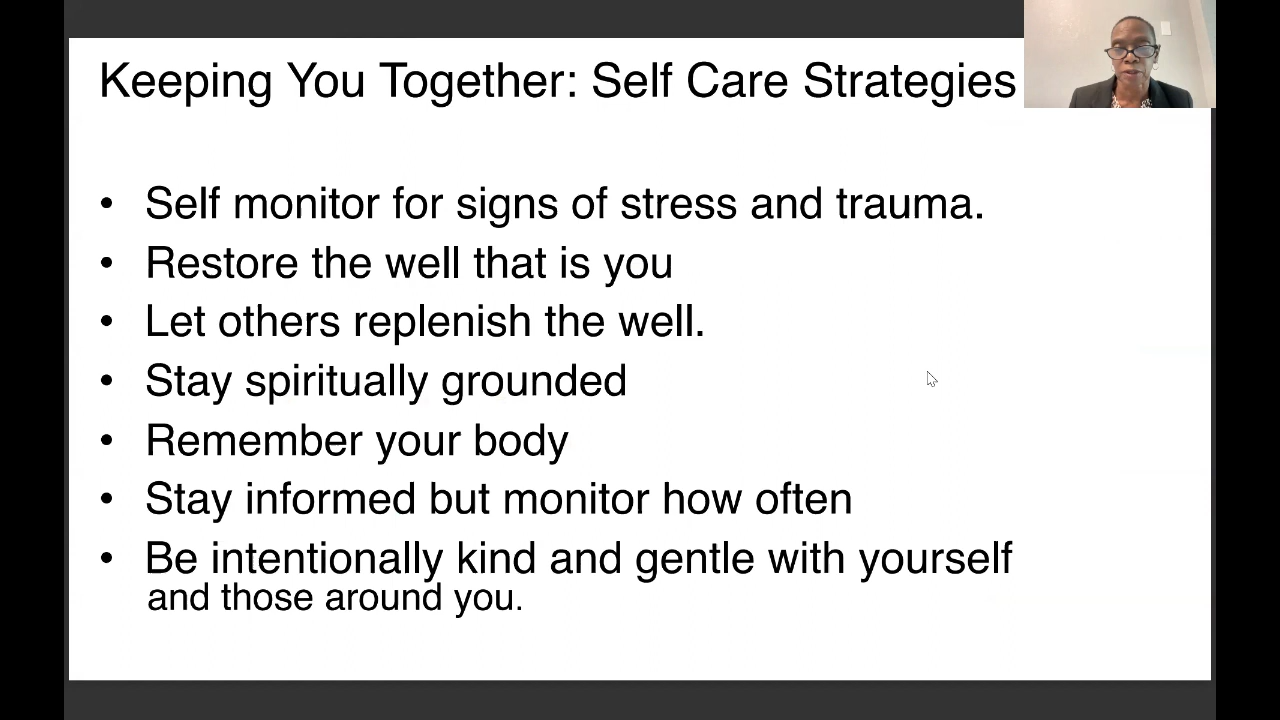 Keeping You Together: Self Care Strategies
• Self monitor for signs of stress and trauma.
• Restore the well that is you
• Let others replenish the well.
• Stay spiritually grounded
• Remember your body
• Stay informed but monitor how often
• Be intentionally kind and gentle with yourself
and those around you.